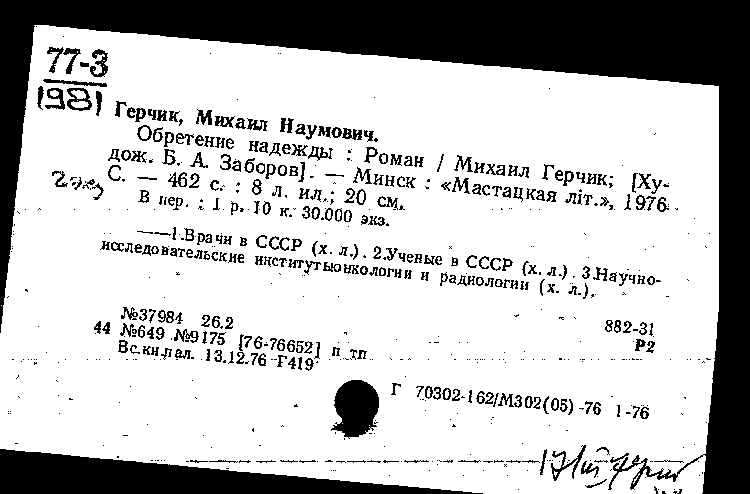 77-3
1981
Герчик, Михаил Наумович.
Обретение надежды : Роман / Михаил Герчик; [Ху-
дож. Б. А. Заборов]. — Минск : «Мастацкая літ.», 1976.
С. — 462 с. : 8 л. ил.; 20 см.
В пер. : 1 р. 10 к. 30.000 экз.
——1.Врачи в СССР (х. л.). 2.Ученые в СССР (х. л.). 3.Научно-
исследовательские институтыонкологии и радиологии (х. л.).
№37984 26.2
882-31
44 №649 №9175 [76-76652] п тп
Р2
Вс.кн.пал. 13.12.76 Г419
Г 70302-162/М302(05)-76 1-76